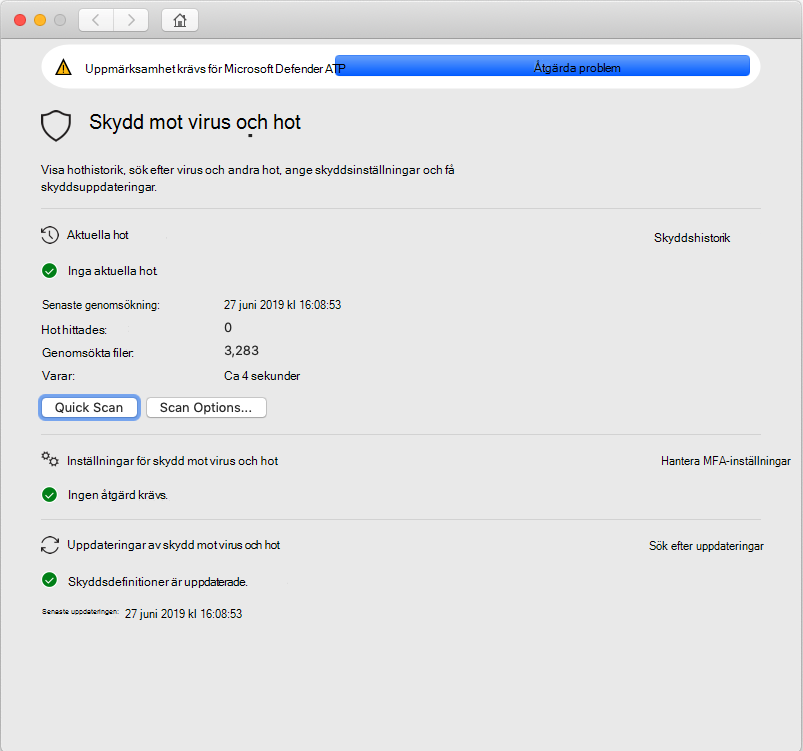 Uppmärksamhet krävs för Microsoft Defender ATP Åtgärda problem
Skydd mot virus och hot
Visa hothistorik, sök efter virus och andra hot, ange skyddsinställningar och få
skyddsuppdateringar.
Aktuella hot Skyddshistorik
Inga aktuella hot
Senaste genomsökning: 27 juni 2019 kl 16:08:53
Hot hittades: 0
Genomsökta filer: 3,283
Varar: Ca 4 sekunder
Quick Scan Scan Options...
Inställningar för skydd mot virus och hot Hantera MFA-inställningar
Ingen åtgärd krävs.
Uppdateringar av skydd mot virus och hot Sök efter uppdateringar
Skyddsdefinitioner är uppdaterade.
Senaste uppdateringen: 27 juni 2019 kl 16:08:53